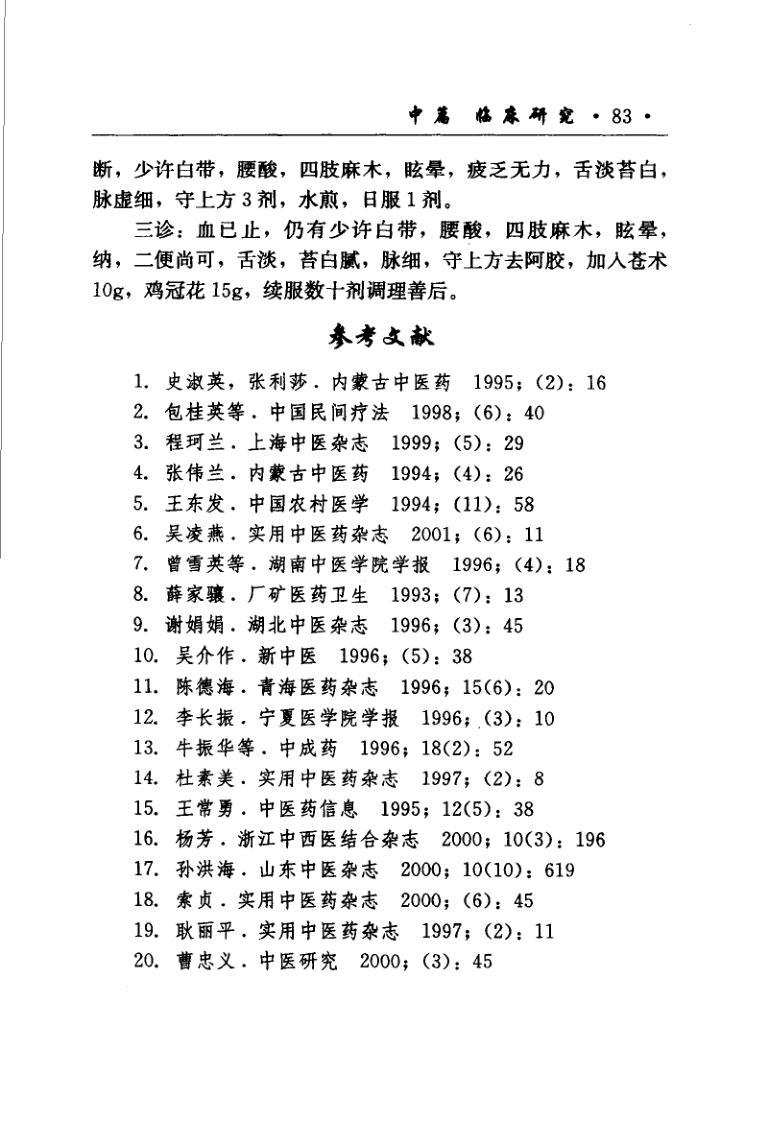 中篇 临床研究·83·
断，少许白带，腰酸，四肢麻木，眩晕，疲乏无力，舌淡苔白，
脉虚细，守上方3剂，水煎，日服1剂。
三诊：血已止，仍有少许白带，腰酸，四肢麻木，眩晕，
纳，二便尚可，舌淡，苔白腻，脉细，守上方去阿胶，加入苍术
10g，鸡冠花15g，续服数十剂调理善后。
参考文献
1. 史淑英，张利莎．内蒙古中医药 1995；(2)：16
2. 包桂英等．中国民间疗法 1998；(6)：40
3. 程珂兰．上海中医杂志 1999；(5)：29
4. 张伟兰．内蒙古中医药 1994；(4)：26
5. 王东发．中国农村医学 1994；(11)：58
6. 吴凌燕．实用中医药杂志 2001；(6)：11
7. 曾雪英等．湖南中医学院学报 1996；(4)：18
8. 薛家骧．厂矿医药卫生 1993；(7)：13
9. 谢娟娟．湖北中医杂志 1996；(3)：45
10. 吴介作．新中医 1996；(5)：38
11. 陈德海．青海医药杂志 1996；15(6)：20
12. 李长振．宁夏医学院学报 1996；(3)：10
13. 牛振华等．中成药 1996；18(2)：52
14. 杜素美．实用中医药杂志 1997；(2)：8
15. 王常勇．中医药信息 1995；12(5)：38
16. 杨芳．浙江中西医结合杂志 2000；10(3)：196
17. 孙洪海．山东中医杂志 2000；10(10)：619
18. 索贞．实用中医药杂志 2000；(6)：45
19. 耿丽平．实用中医药杂志 1997；(2)：11
20. 曹忠义．中医研究 2000；(3)：45